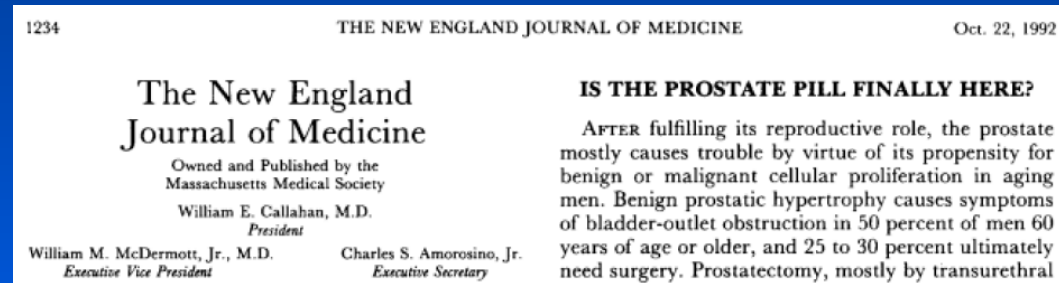 1234 THE NEW ENGLAND JOURNAL OF MEDICINE Oct. 22, 1992
The New England
Journal of Medicine
Owned and Published by the
Massachusetts Medical Society
William E. Callahan, M.D.
President
William M. McDermott, Jr., M.D. Charles S. Amorosino, Jr.
Executive Vice President Executive Secretary
IS THE PROSTATE PILL FINALLY HERE?
AFTER fulfilling its reproductive role, the prostate
mostly causes trouble by virtue of its propensity for
benign or malignant cellular proliferation in aging
men. Benign prostatic hypertrophy causes symptoms
of bladder-outlet obstruction in 50 percent of men 60
years of age or older, and 25 to 30 percent ultimately
need surgery. Prostatectomy, mostly by transurethral